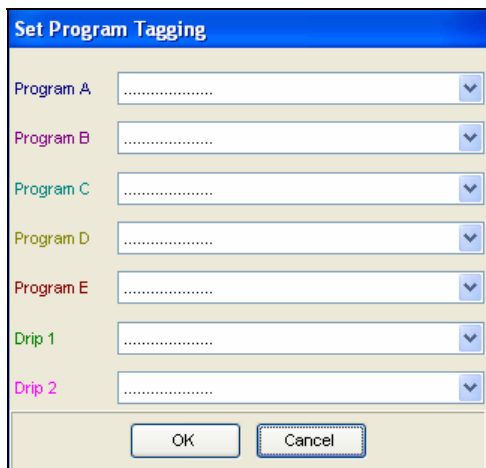 Set Program Tagging
Program A ....................
Program B ....................
Program C ....................
Program D ....................
Program E ....................
Drip 1 ....................
Drip 2 ....................
OK Cancel